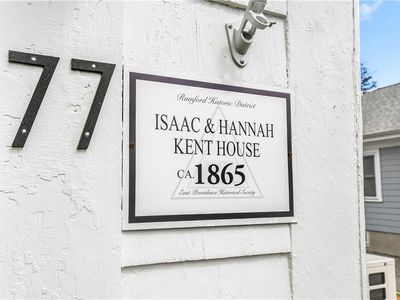 77
Rumford Historic District
ISAAC & HANNAH
KENT HOUSE
CA. 1865
East Providence Historical Society